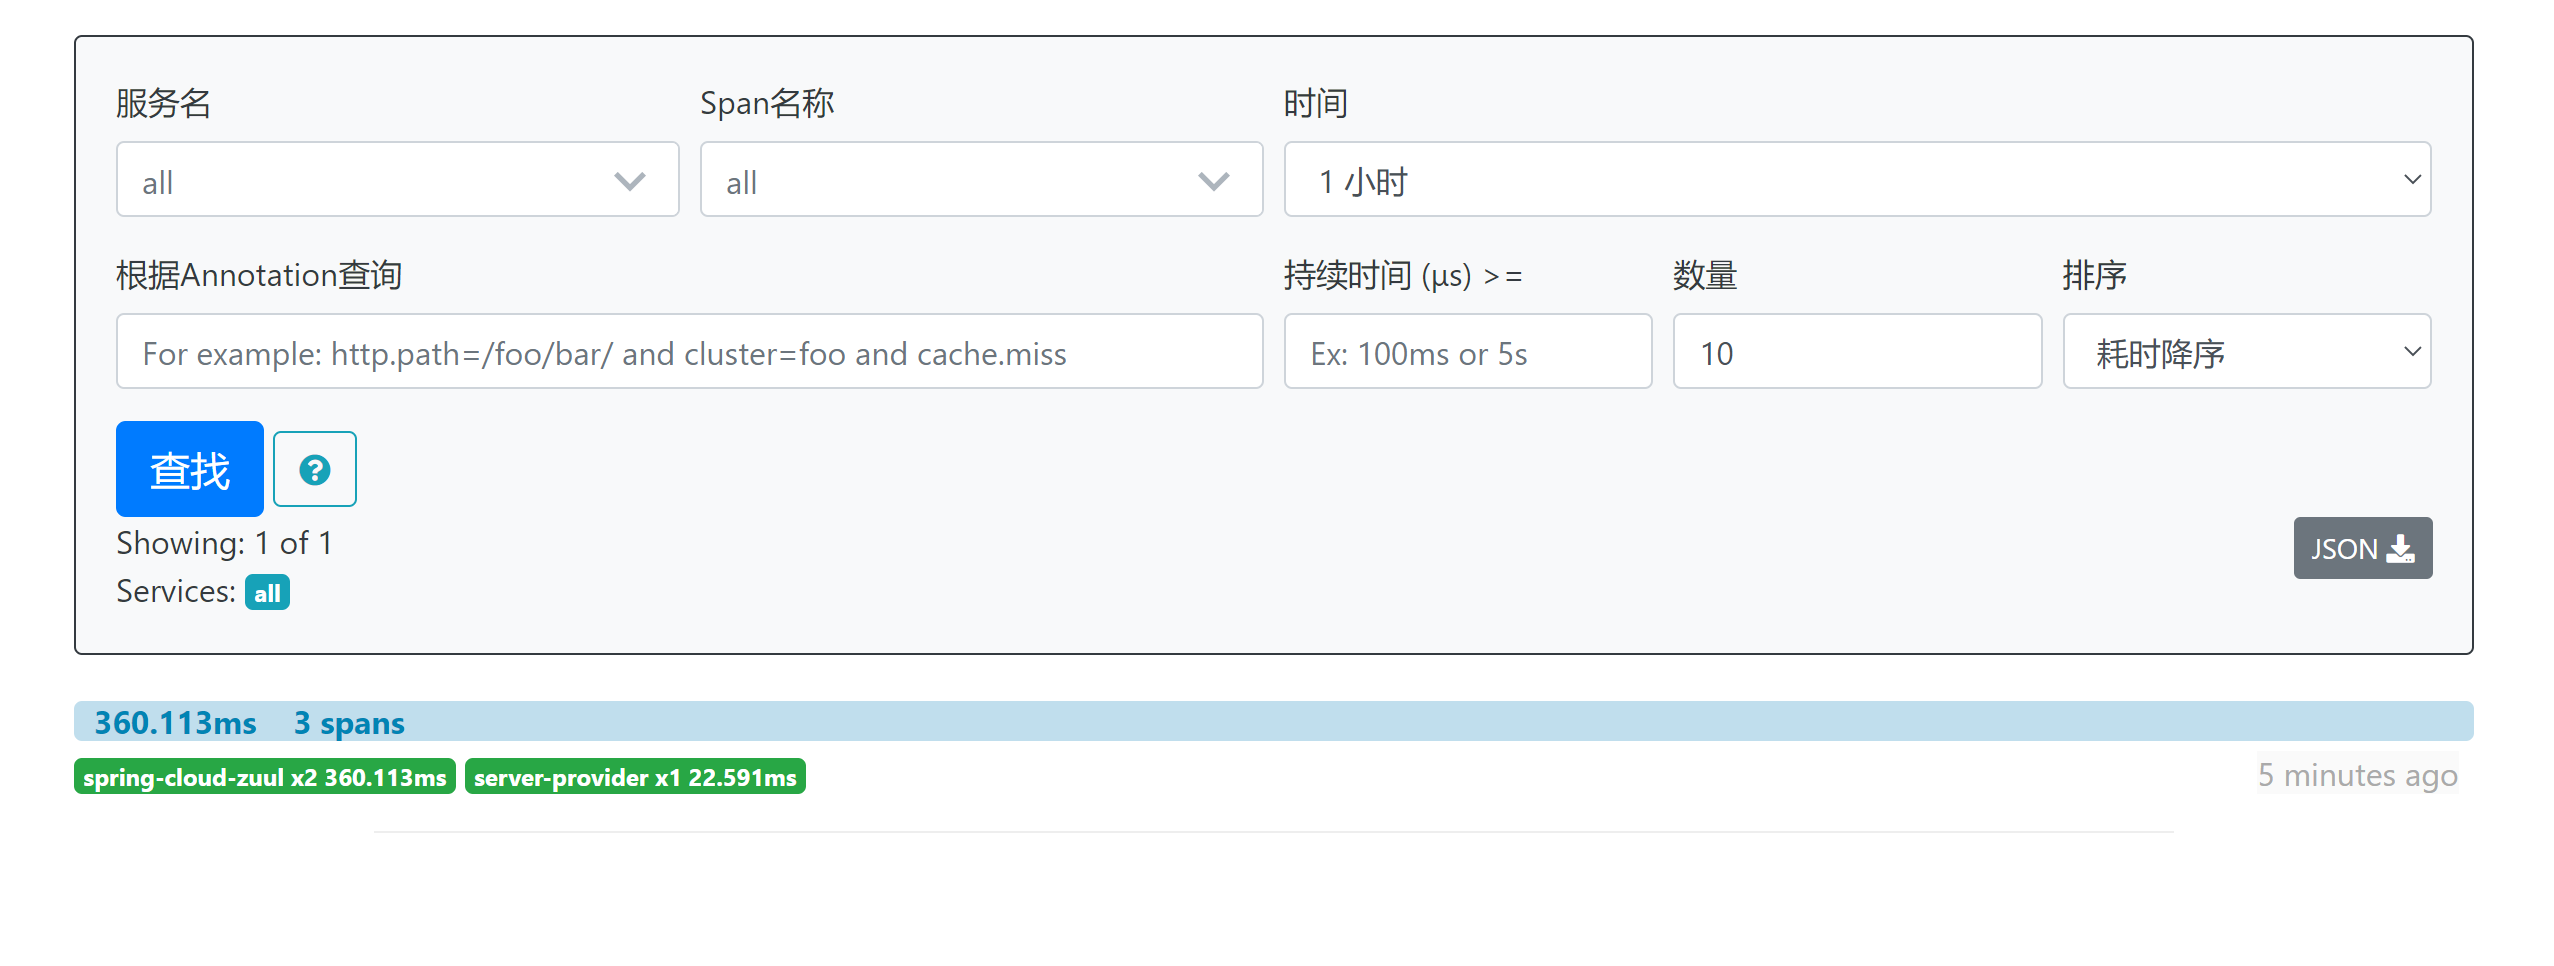 服务名 Span名称 时间
all all 1 小时
根据Annotation查询 持续时间 (μs) >= 数量 排序
For example: http.path=/foo/bar/ and cluster=foo and cache.miss Ex: 100ms or 5s 10 耗时降序
查找 ?
Showing: 1 of 1
JSON
Services: all
360.113ms 3 spans
spring-cloud-zuul x2 360.113ms server-provider x1 22.591ms 5 minutes ago